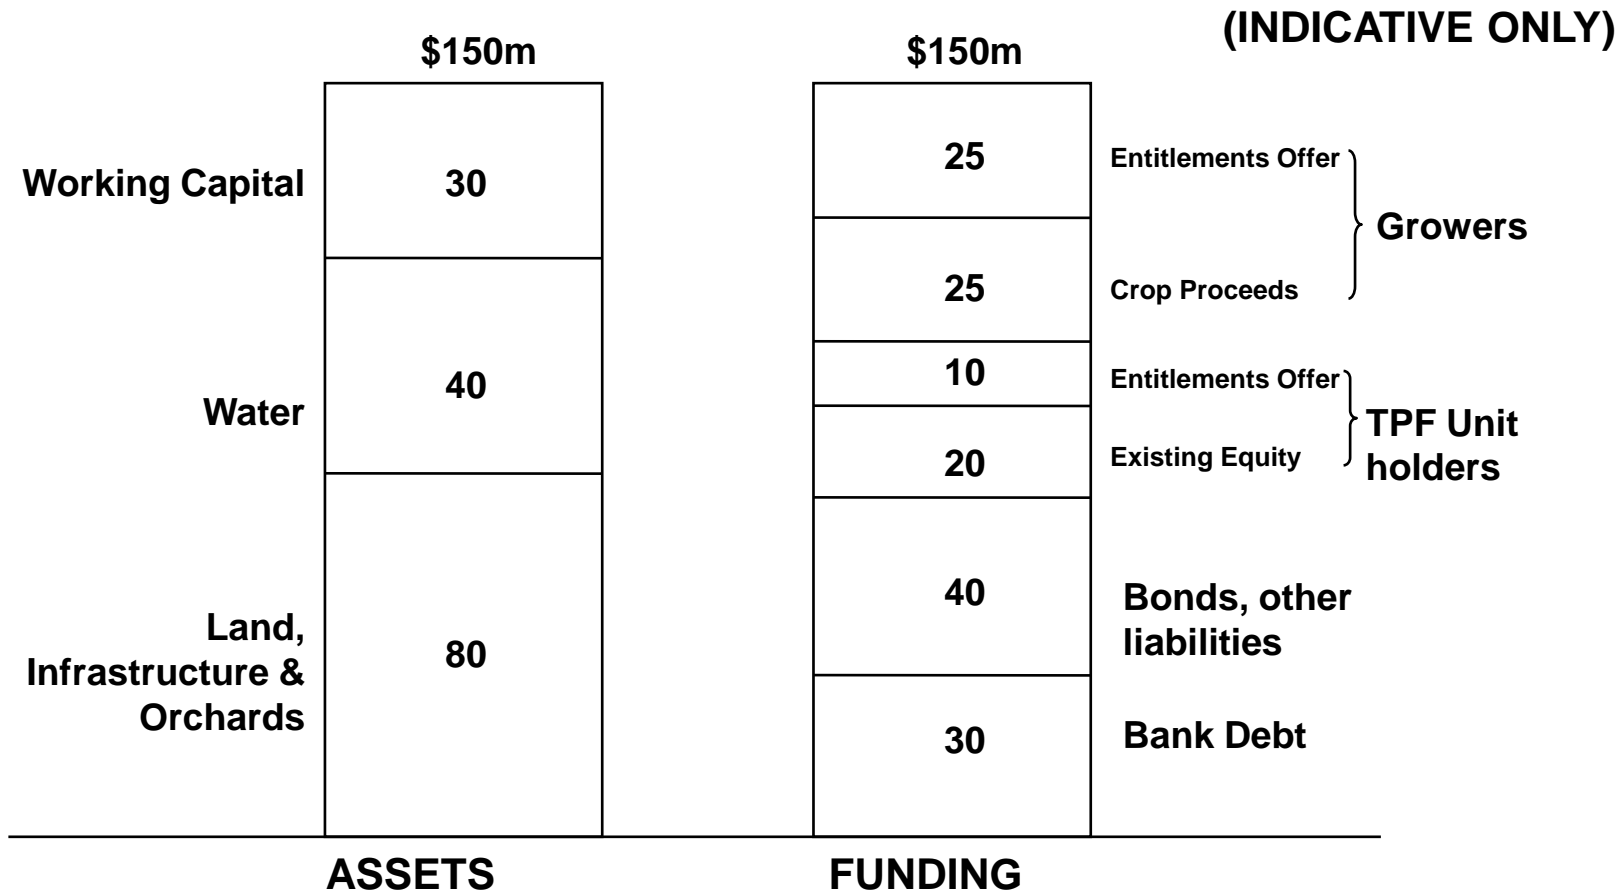 (INDICATIVE ONLY)
$150m
$150m
Working Capital
30
Water
40
Land,
Infrastructure &
Orchards
80
25
Entitlements Offer
Growers
25
Crop Proceeds
10
Entitlements Offer
TPF Unit
holders
20
Existing Equity
40
Bonds, other
liabilities
30
Bank Debt
ASSETS
FUNDING